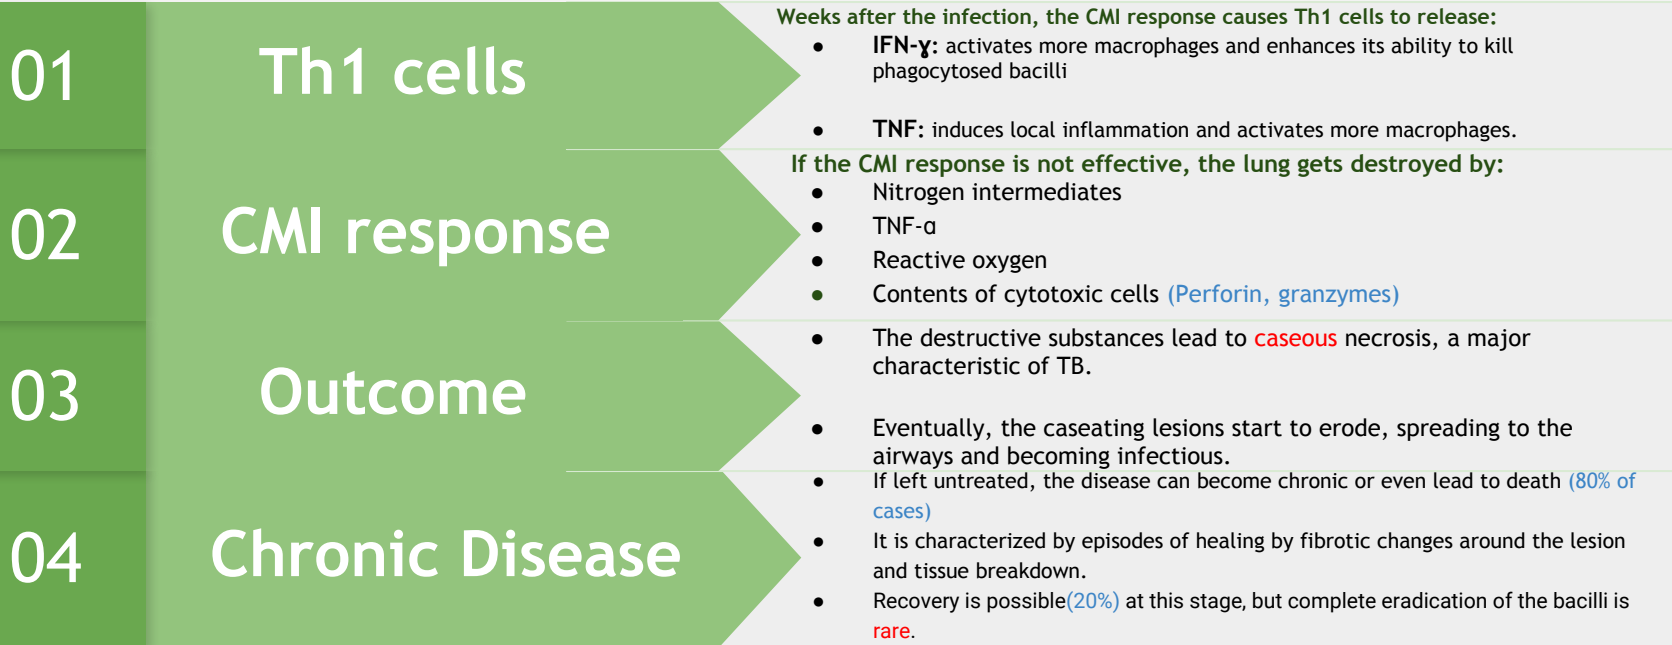 01
Th1 cells
Weeks after the infection, the CMI response causes Th1 cells to release:
● IFN-ɣ: activates more macrophages and enhances its ability to kill
phagocytosed bacilli
● TNF: induces local inflammation and activates more macrophages.
02
CMI response
If the CMI response is not effective, the lung gets destroyed by:
● Nitrogen intermediates
● TNF-α
● Reactive oxygen
● Contents of cytotoxic cells (Perforin, granzymes)
03
Outcome
● The destructive substances lead to caseous necrosis, a major
characteristic of TB.
● Eventually, the caseating lesions start to erode, spreading to the
airways and becoming infectious.
04
Chronic Disease
● If left untreated, the disease can become chronic or even lead to death (80% of
cases)
● It is characterized by episodes of healing by fibrotic changes around the lesion
and tissue breakdown.
● Recovery is possible(20%) at this stage, but complete eradication of the bacilli is
rare.